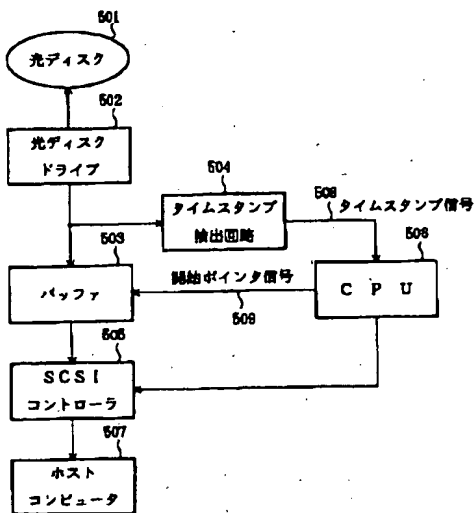 501
光ディスク
502
光ディスク
ドライブ
504
タイムスタンプ
抽出回路
508 タイムスタンプ信号
503
バッファ
開始ポインタ信号
509
506
CPU
505
SCSI
コントローラ
507
ホスト
コンピュータ